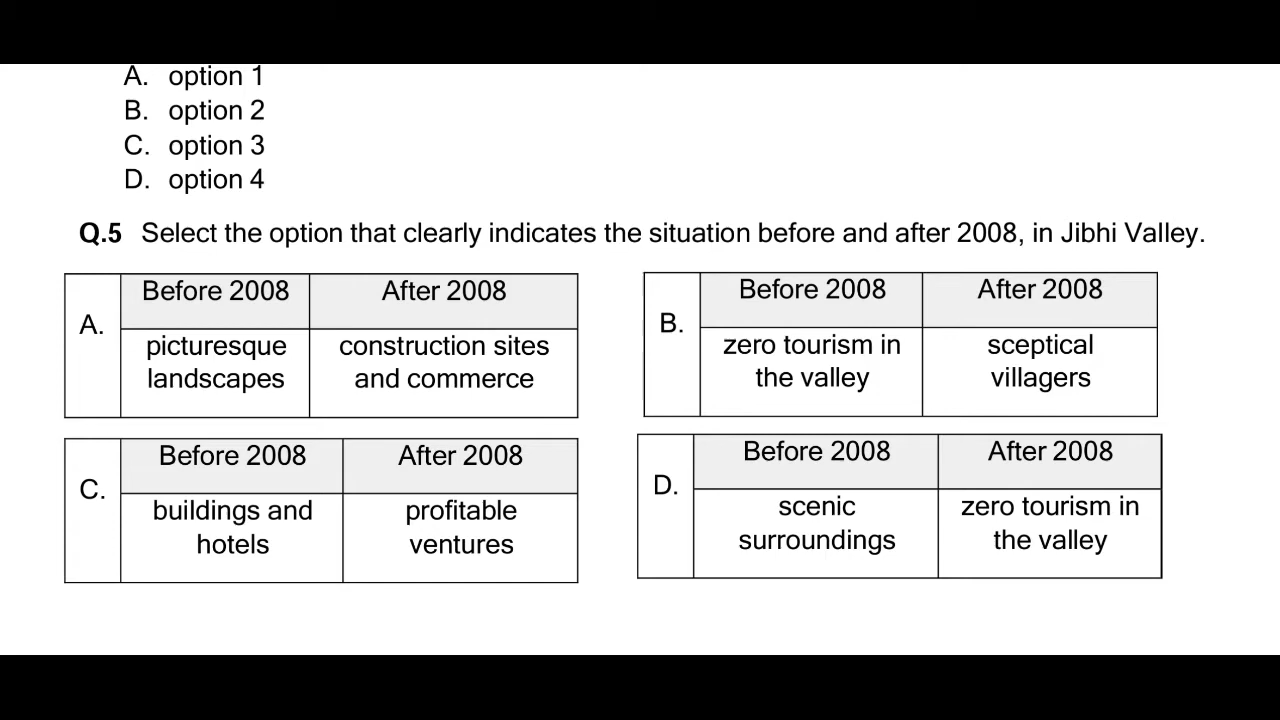 A. option 1
B. option 2
C. option 3
D. option 4
Q.5 Select the option that clearly indicates the situation before and after 2008, in Jibhi Valley.
A.
Before 2008 After 2008
picturesque landscapes construction sites and commerce
B.
Before 2008 After 2008
zero tourism in the valley sceptical villagers
C.
Before 2008 After 2008
buildings and hotels profitable ventures
D.
Before 2008 After 2008
scenic surroundings zero tourism in the valley